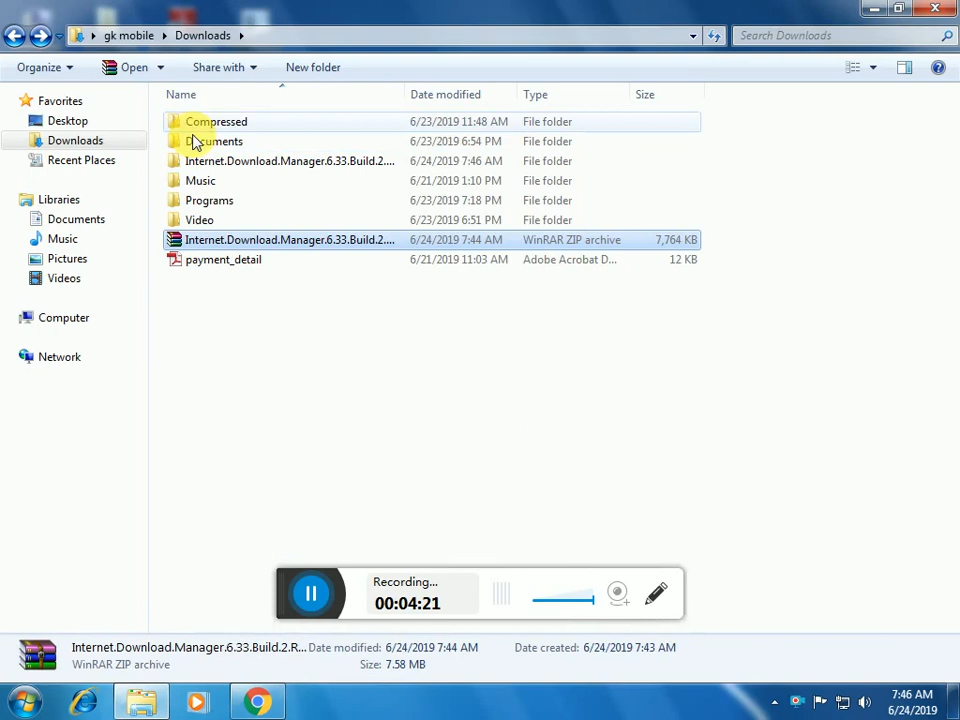 gk mobile Downloads
Search Downloads
Organize Open Share with New folder
Name Date modified Type Size
Favorites
Desktop
Downloads
Recent Places
Libraries
Documents
Music
Pictures
Videos
Computer
Network
Compressed 6/23/2019 11:48 AM File folder
Documents 6/23/2019 6:54 PM File folder
Internet.Download.Manager.6.33.Build.2.... 6/24/2019 7:46 AM File folder
Music 6/21/2019 1:10 PM File folder
Programs 6/23/2019 7:18 PM File folder
Video 6/23/2019 6:51 PM File folder
Internet.Download.Manager.6.33.Build.2.... 6/24/2019 7:44 AM WinRAR ZIP archive 7,764 KB
payment_detail 6/21/2019 11:03 AM Adobe Acrobat D... 12 KB
Recording...
00:04:21
Internet.Download.Manager.6.33.Build.2.R... Date modified: 6/24/2019 7:44 AM Date created: 6/24/2019 7:43 AM
WinRAR ZIP archive Size: 7.58 MB
7:46 AM
6/24/2019